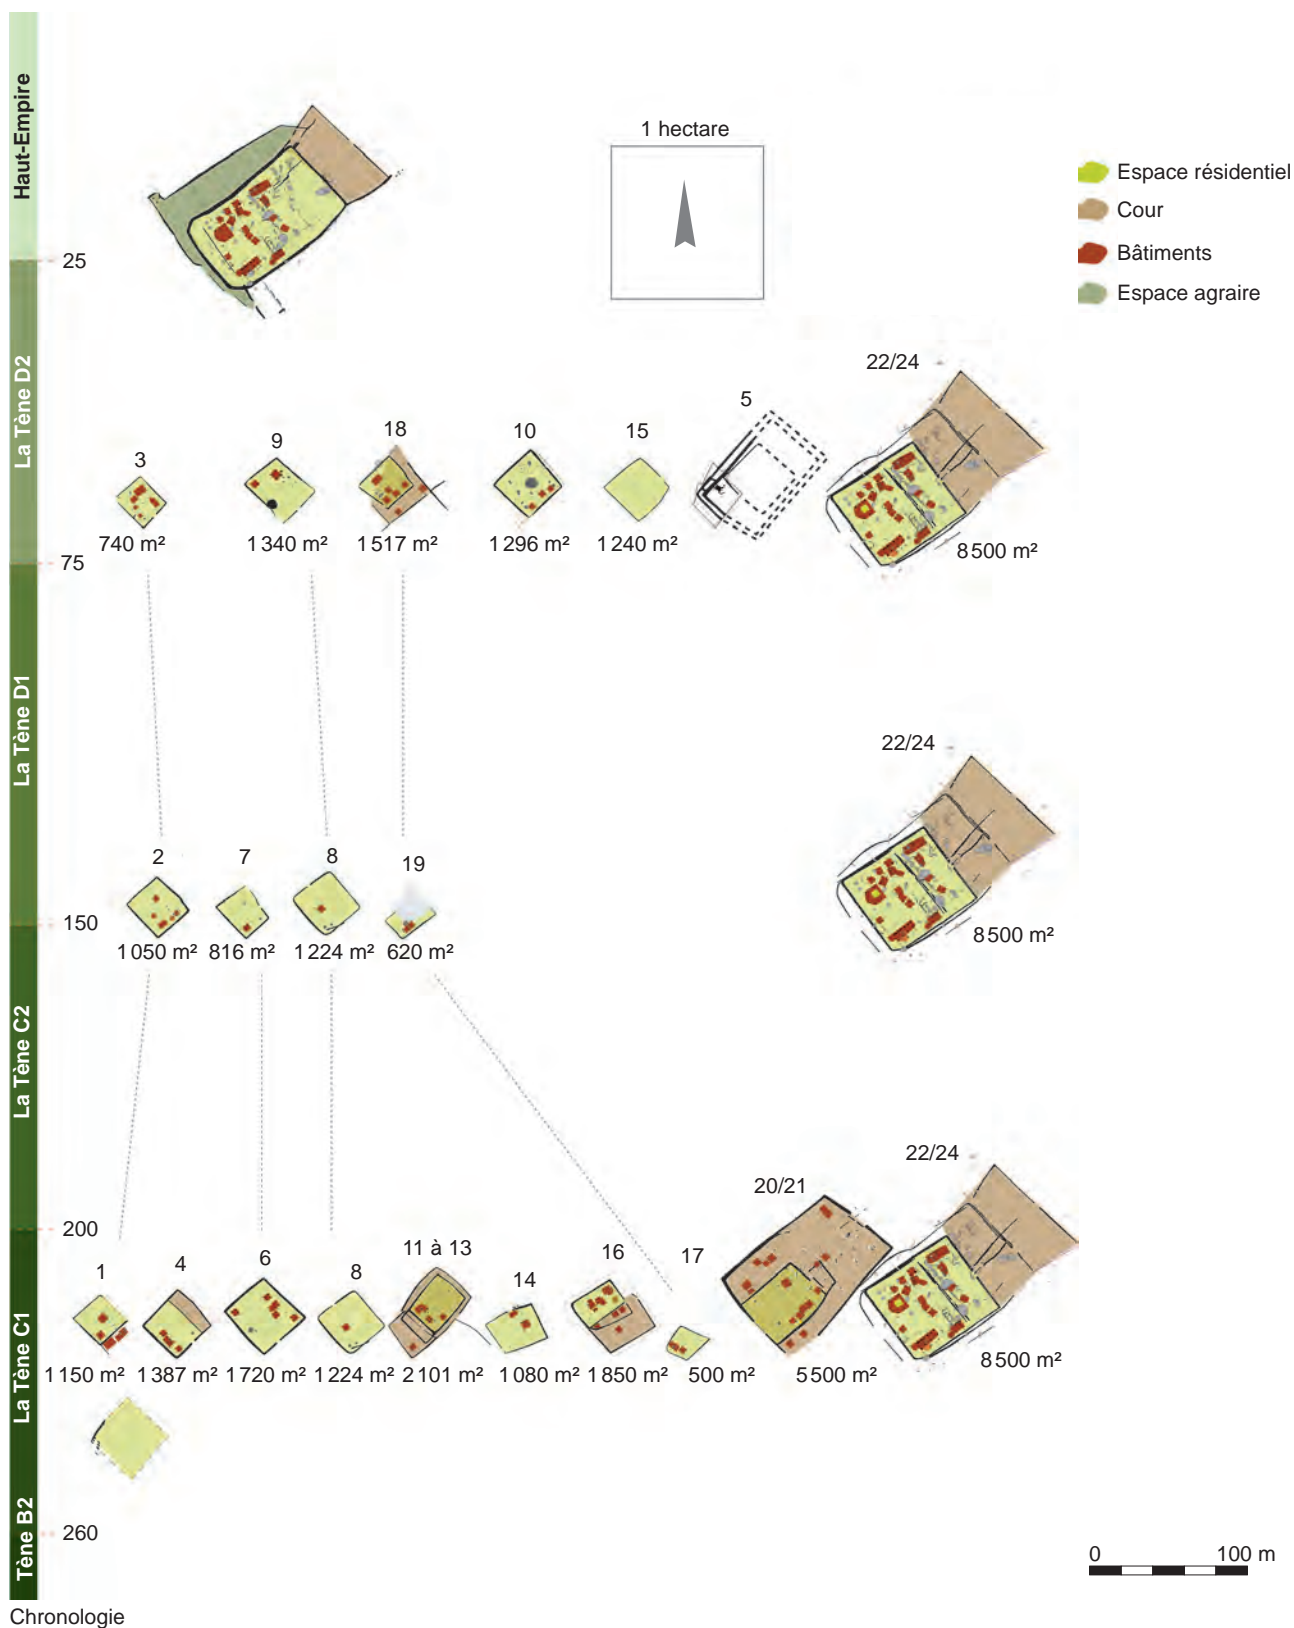 Haut-Empire
25
La Tène D2
75
La Tène D1
150
La Tène C2
200
La Tène C1
260
Tène B2
Chronologie
1 hectare
Espace résidentiel
Cour
Bâtiments
Espace agraire
3
9
18
10
15
5
22/24
740 m²
1 340 m²
1 517 m²
1 296 m²
1 240 m²
8 500 m²
22/24
2
7
8
19
1 050 m²
816 m²
1 224 m²
620 m²
8 500 m²
1
4
6
8
11 à 13
14
16
17
20/21
22/24
1 150 m²
1 387 m²
1 720 m²
1 224 m²
2 101 m²
1 080 m²
1 850 m²
500 m²
5 500 m²
8 500 m²
0
100 m